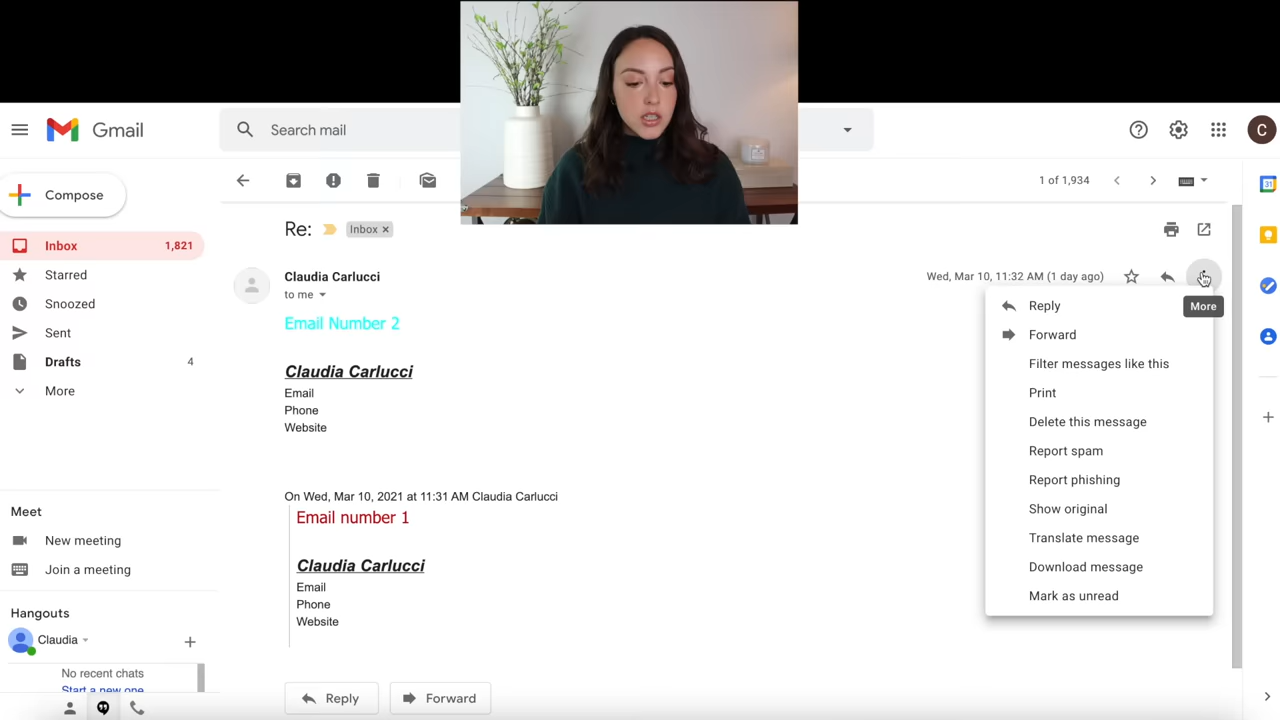 Gmail
Search mail
C
Compose
1 of 1,934
31
Inbox 1,821
Starred
Snoozed
Sent
Drafts 4
More
Re: Inbox ×
Claudia Carlucci
Wed, Mar 10, 11:32 AM (1 day ago)
to me
Email Number 2
Claudia Carlucci
Email
Phone
Website
On Wed, Mar 10, 2021 at 11:31 AM Claudia Carlucci
Email number 1
Claudia Carlucci
Email
Phone
Website
Reply
Forward
More
Reply
Forward
Filter messages like this
Print
Delete this message
Report spam
Report phishing
Show original
Translate message
Download message
Mark as unread
Meet
New meeting
Join a meeting
Hangouts
Claudia
No recent chats
Start a new one